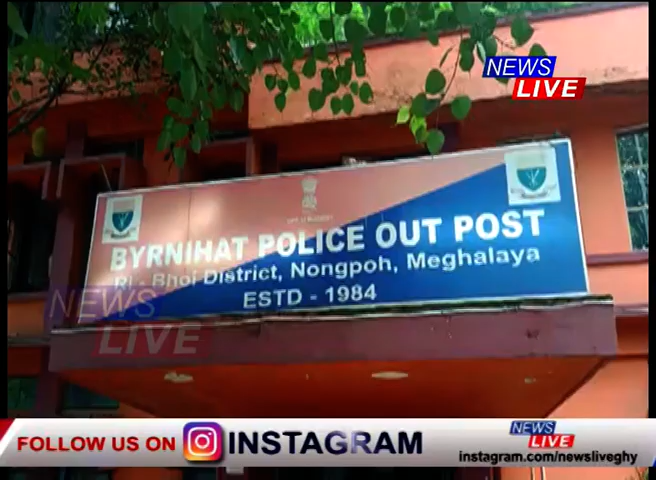 NEWS
LIVE
BYRNIHAT POLICE OUT POST
Ri - Bhoi District, Nongpoh, Meghalaya
ESTD - 1984
NEWS
LIVE
FOLLOW US ON INSTAGRAM
NEWS
LIVE
instagram.com/newsliveghy